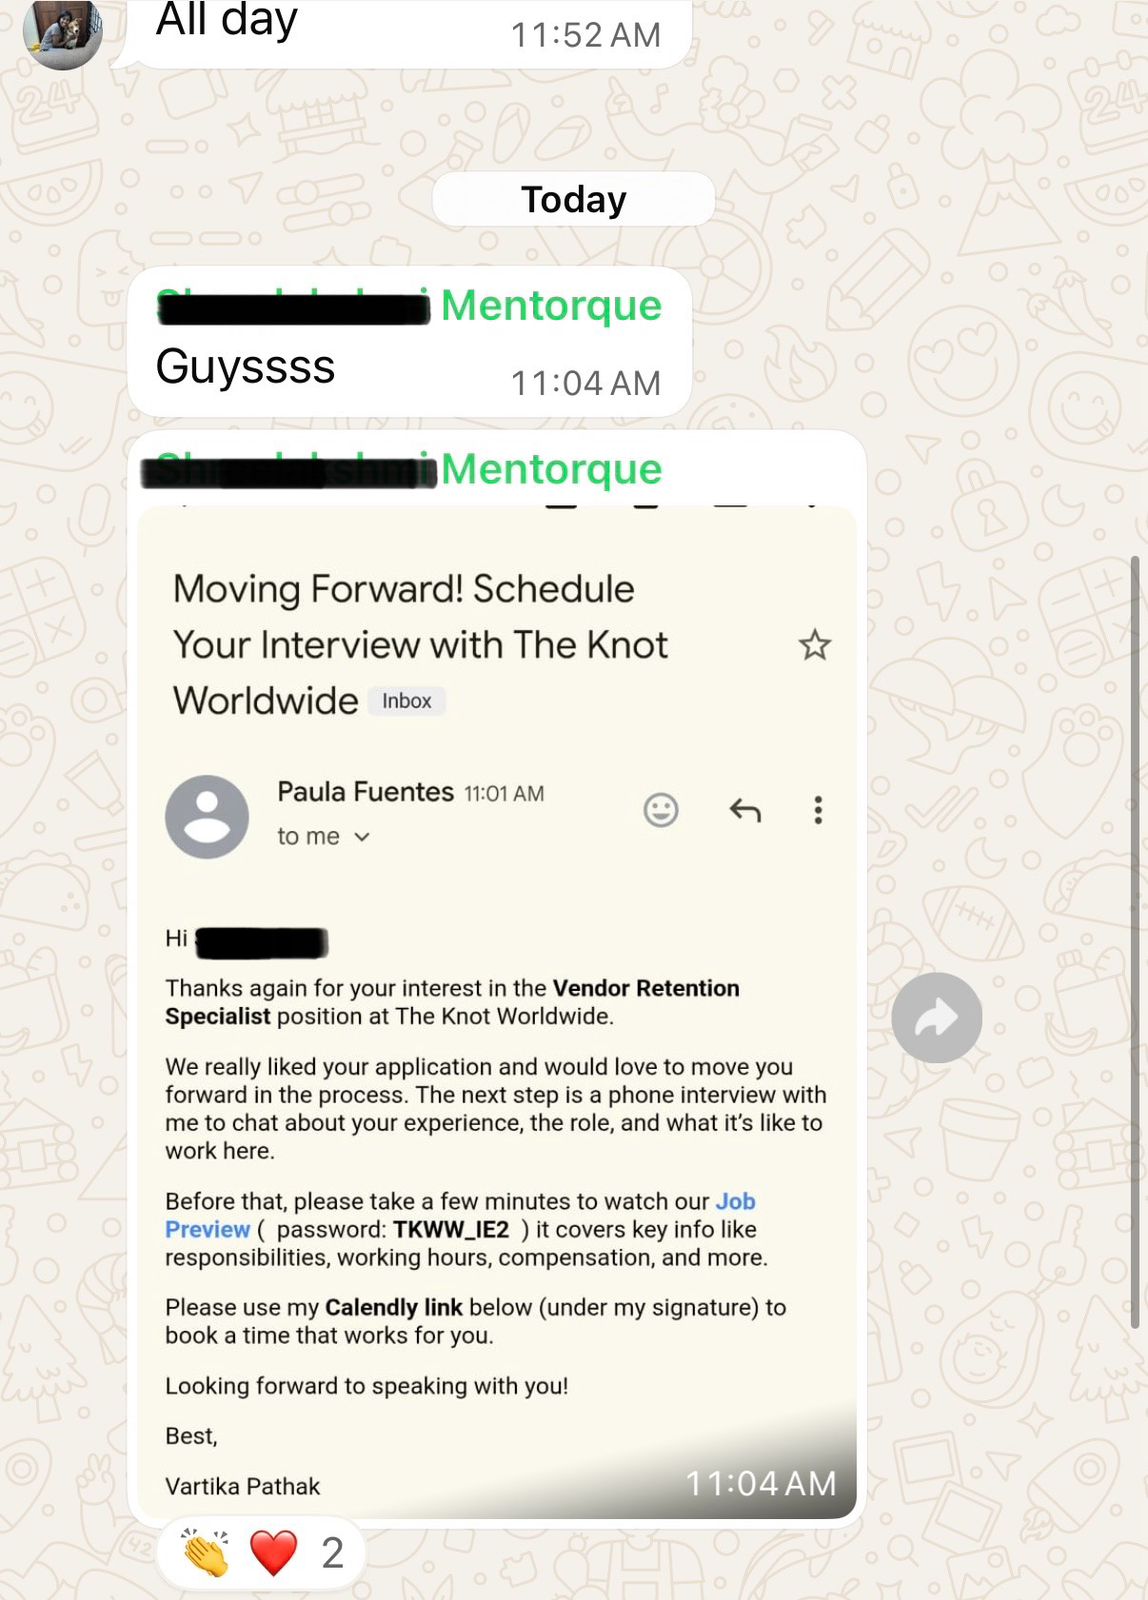 All day
11:52 AM
Today
Mentorque
Guyssss
11:04 AM
Mentorque
Moving Forward! Schedule
Your Interview with The Knot
Worldwide Inbox
Paula Fuentes 11:01 AM
to me
Hi
Thanks again for your interest in the Vendor Retention
Specialist position at The Knot Worldwide.
We really liked your application and would love to move you
forward in the process. The next step is a phone interview with
me to chat about your experience, the role, and what it’s like to
work here.
Before that, please take a few minutes to watch our Job
Preview ( password: TKWW_IE2 ) it covers key info like
responsibilities, working hours, compensation, and more.
Please use my Calendly link below (under my signature) to
book a time that works for you.
Looking forward to speaking with you!
Best,
Vartika Pathak
11:04 AM
👏 ❤️ 2